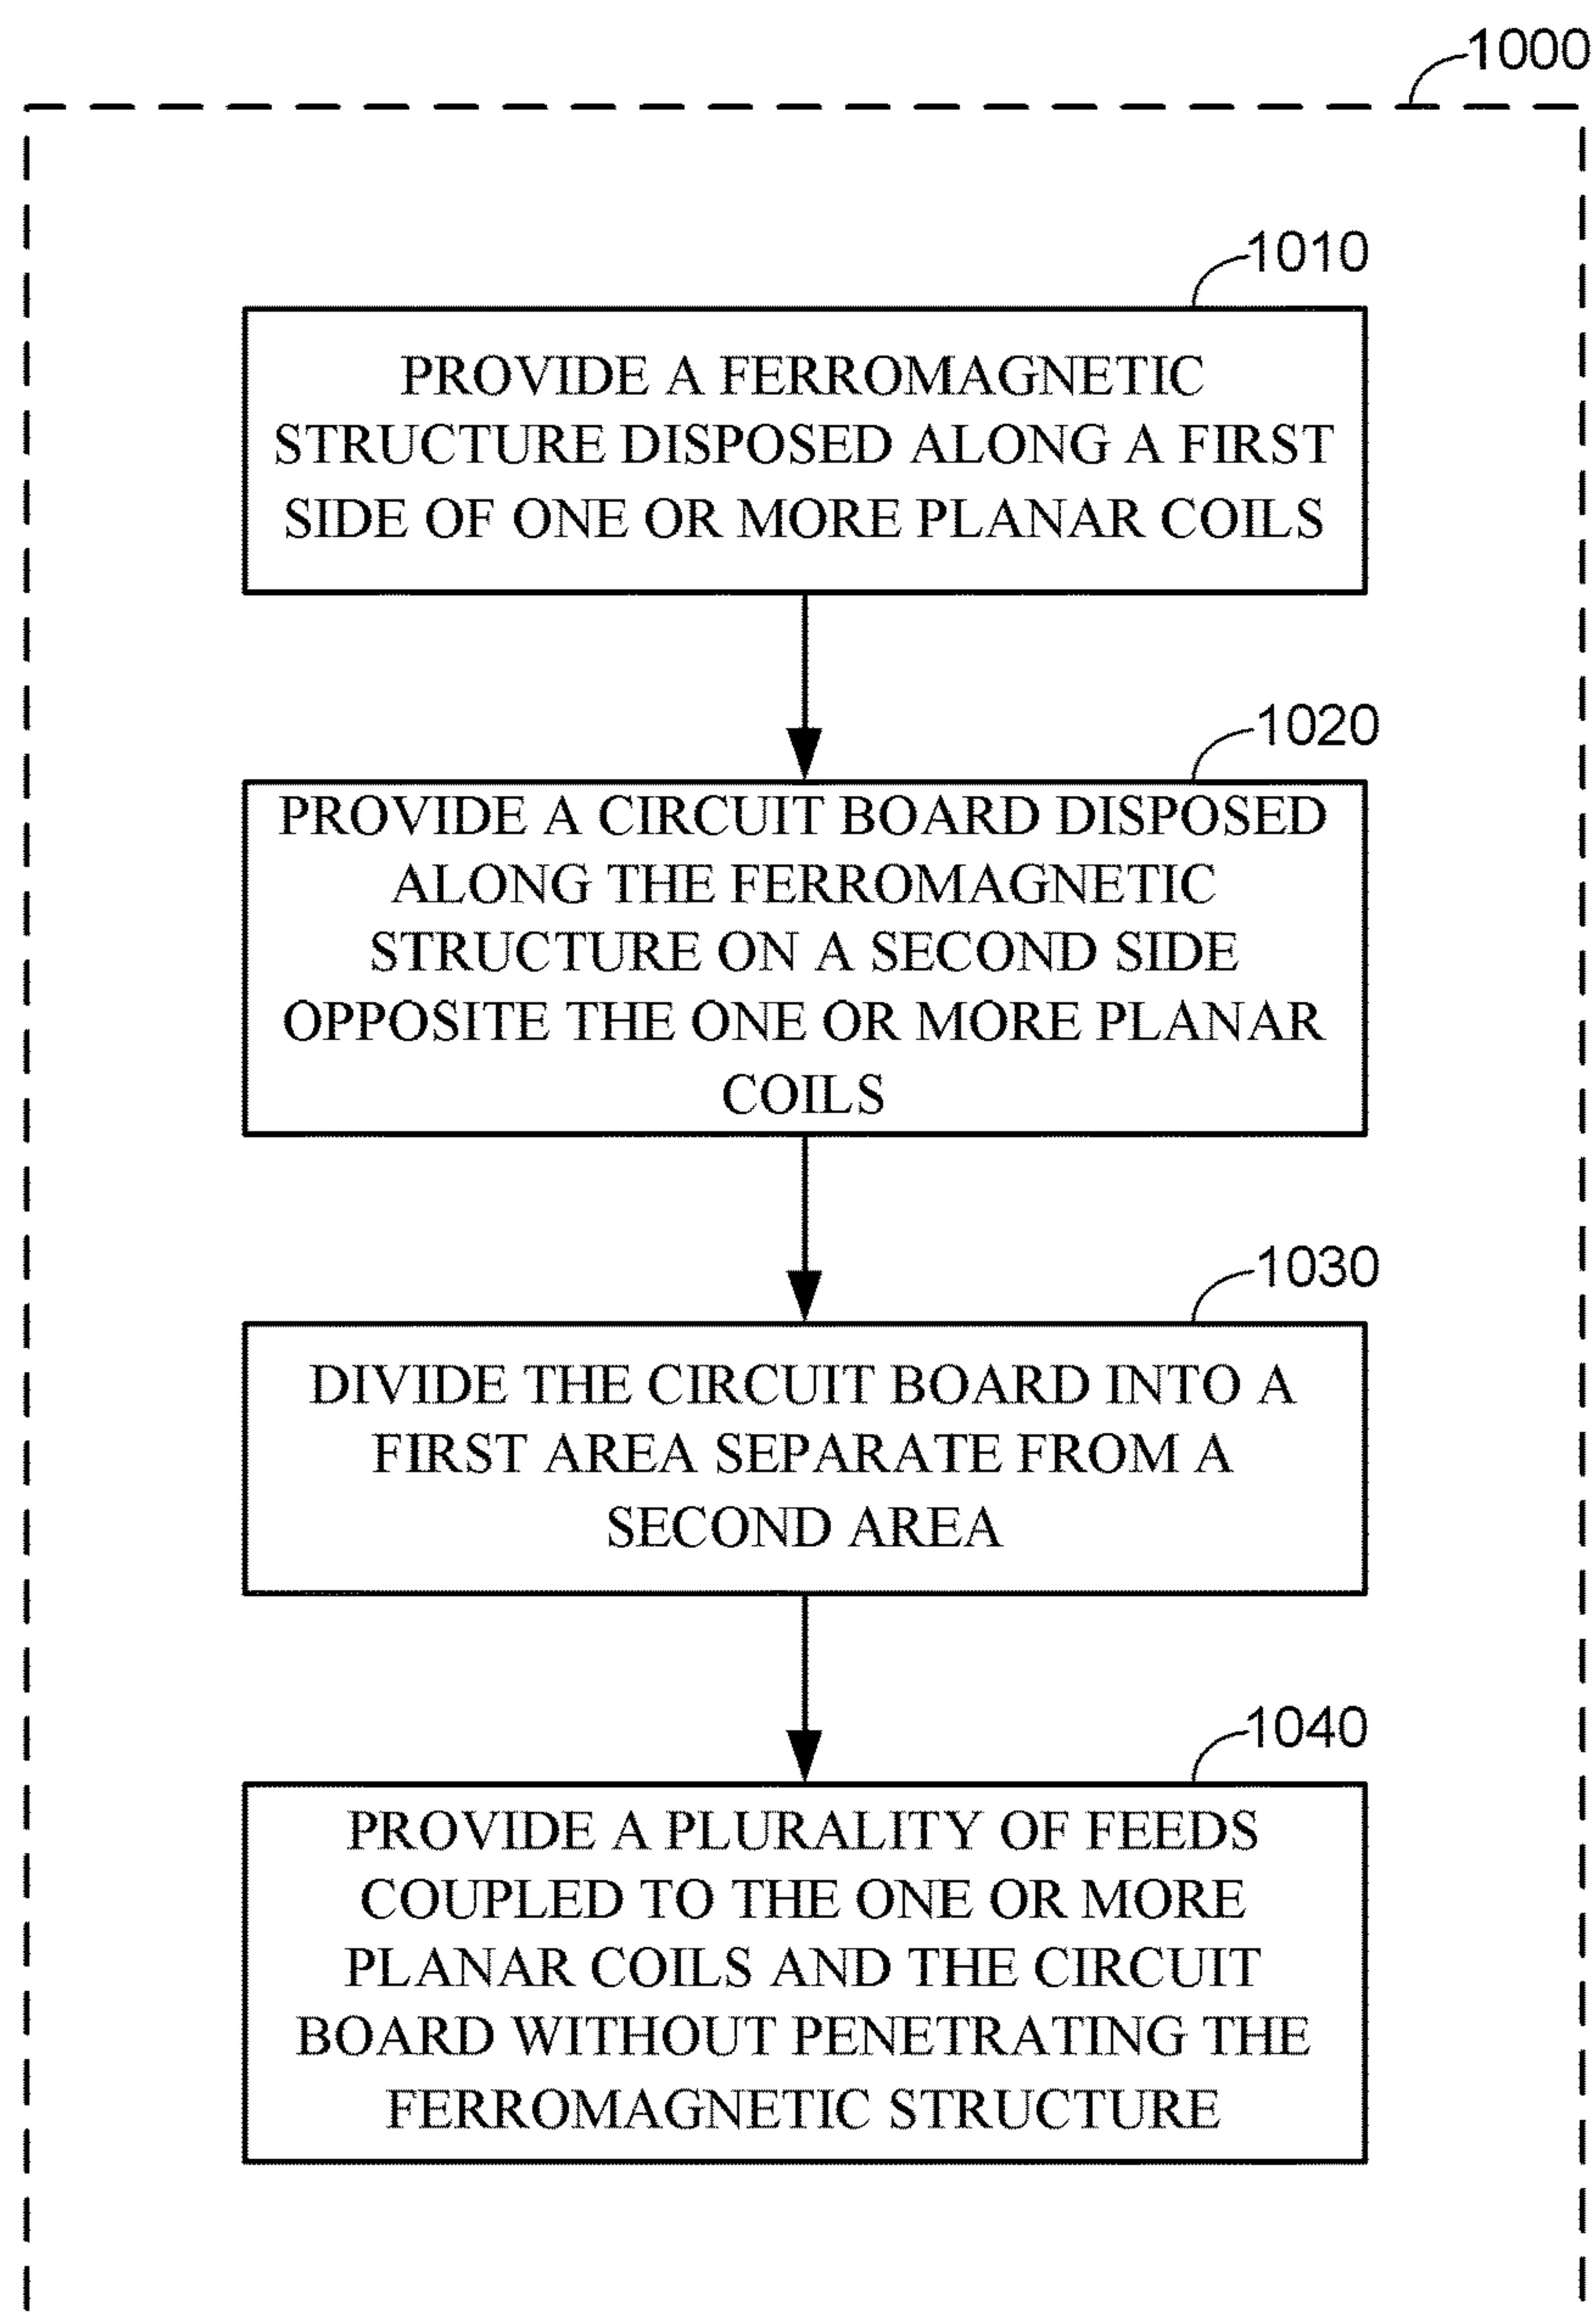 1000
1010
PROVIDE A FERROMAGNETIC
STRUCTURE DISPOSED ALONG A FIRST
SIDE OF ONE OR MORE PLANAR COILS
1020
PROVIDE A CIRCUIT BOARD DISPOSED
ALONG THE FERROMAGNETIC
STRUCTURE ON A SECOND SIDE
OPPOSITE THE ONE OR MORE PLANAR
COILS
1030
DIVIDE THE CIRCUIT BOARD INTO A
FIRST AREA SEPARATE FROM A
SECOND AREA
1040
PROVIDE A PLURALITY OF FEEDS
COUPLED TO THE ONE OR MORE
PLANAR COILS AND THE CIRCUIT
BOARD WITHOUT PENETRATING THE
FERROMAGNETIC STRUCTURE